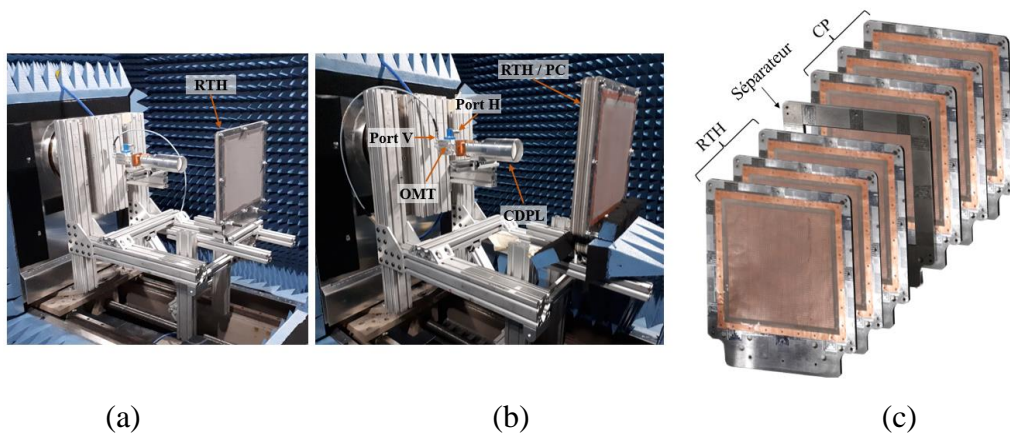 RTH
RTH / PC
Port H
Port V
OMT
CDPL
CP
Séparateur
RTH
(a)
(b)
(c)